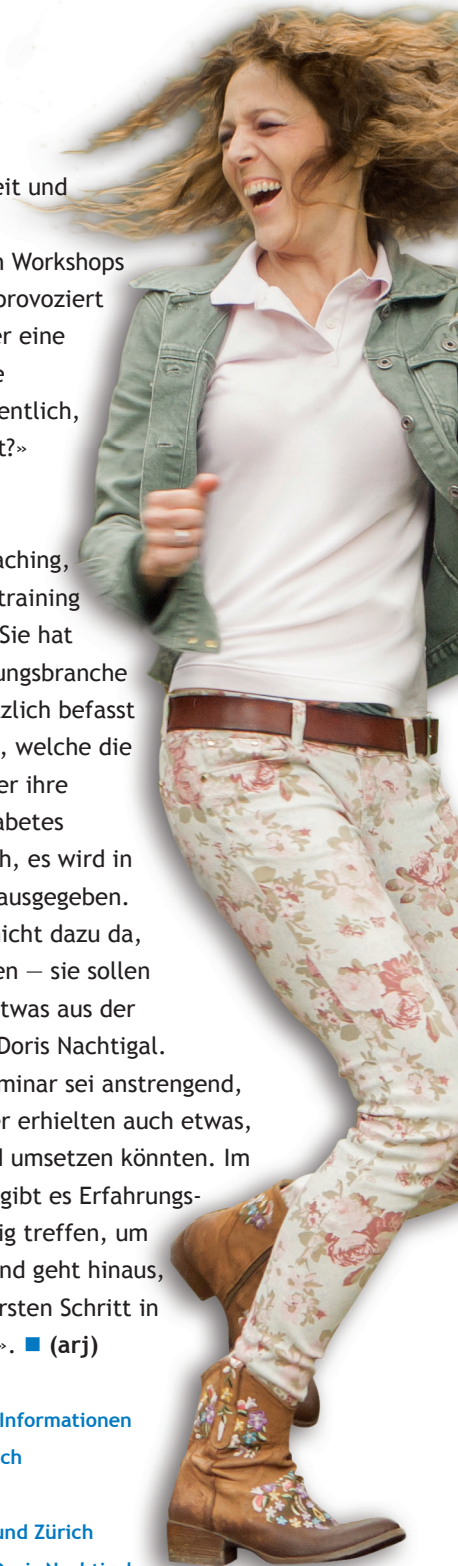 eit und
Workshops
provoziert
er eine
e
entlich,
t?»
aching,
training
Sie hat
ungsbranche
zlich befasst
, welche die
er ihre
abetes
h, es wird in
ausgegeben.
nicht dazu da,
en — sie sollen
etwas aus der
Doris Nachtigal.
minar sei anstrengend,
er erhielten auch etwas,
d umsetzen könnten. Im
gibt es Erfahrungs-
ig treffen, um
nd geht hinaus,
rsten Schritt in
». ■ (arj)
Informationen
ch
und Zürich